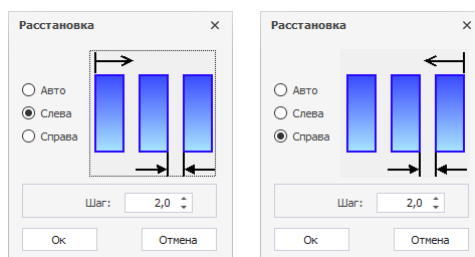 Расстановка ×
Авто
Слева
Справа
Шаг: 2,0
Ок Отмена
Расстановка ×
Авто
Слева
Справа
Шаг: 2,0
Ок Отмена